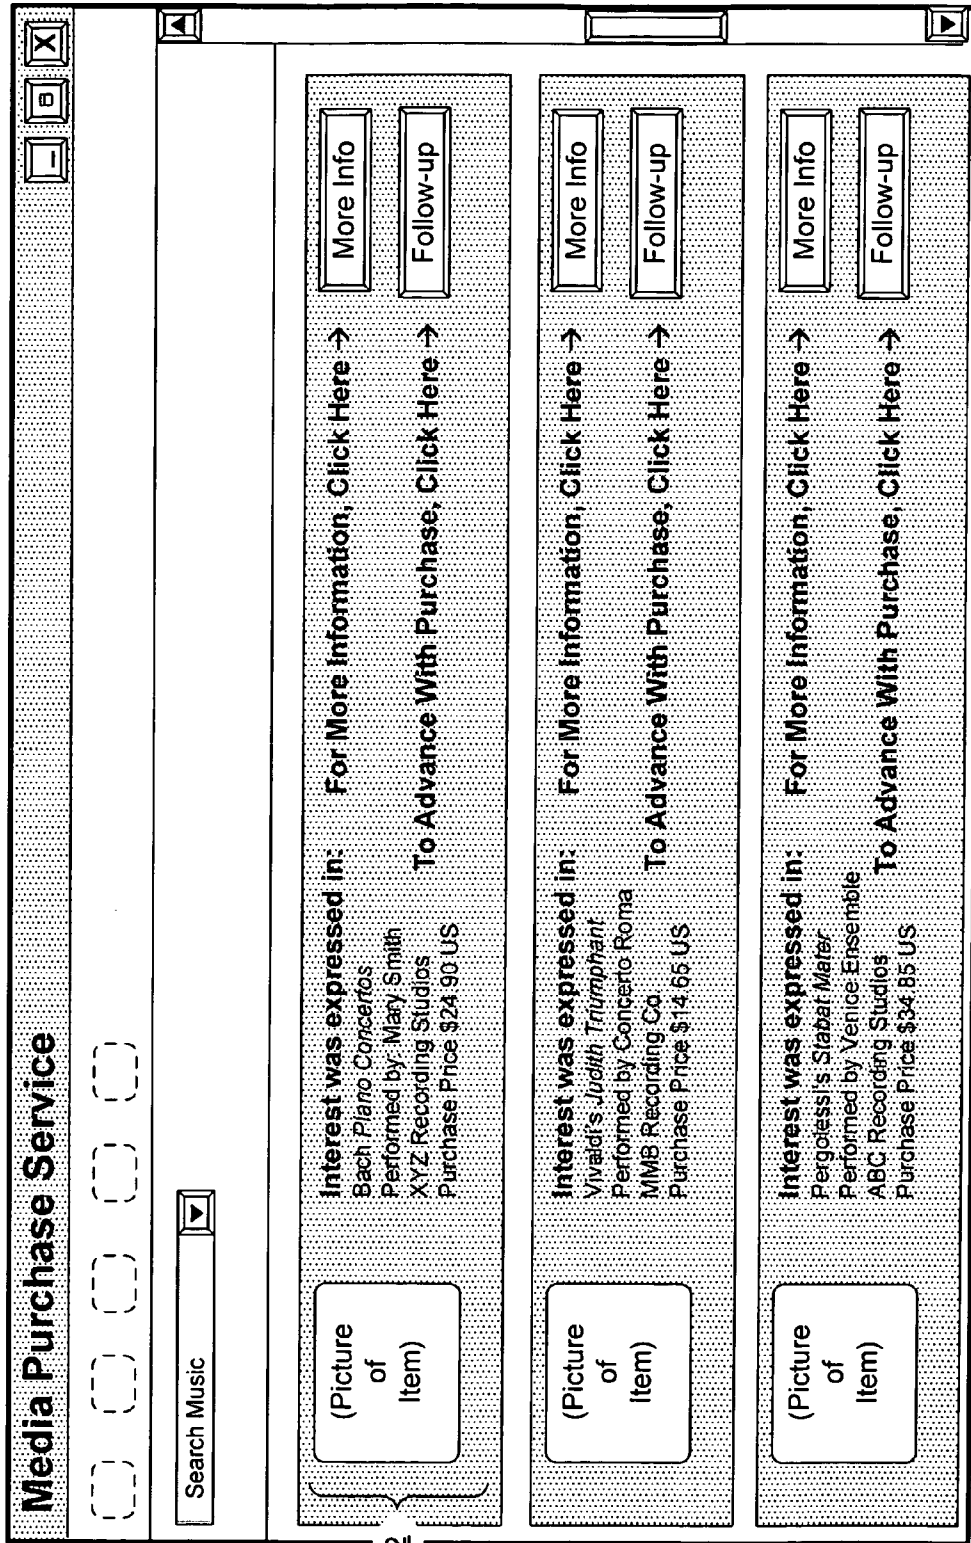 Media Purchase Service
Search Music
(Picture
of
Item)
Interest was expressed in:
Bach Piano Concertos
Performed by: Mary Smith
XYZ Recording Studios
Purchase Price $24.90 US
For More Information, Click Here →
More Info
To Advance With Purchase, Click Here →
Follow-up
(Picture
of
Item)
Interest was expressed in:
Vivaldi's Judith Triumphant
Performed by Concerto Roma
MMB Recording Co.
Purchase Price $14.65 US
For More Information, Click Here →
More Info
To Advance With Purchase, Click Here →
Follow-up
(Picture
of
Item)
Interest was expressed in:
Pergolessi's Stabat Mater
Performed by Venice Ensemble
ABC Recording Studios
Purchase Price $34.85 US
For More Information, Click Here →
More Info
To Advance With Purchase, Click Here →
Follow-up